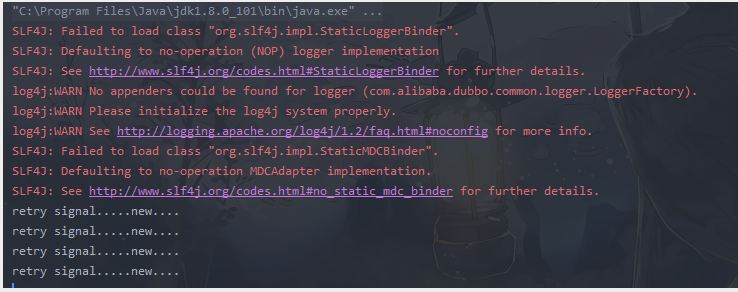 "C:\Program Files\Java\jdk1.8.0_101\bin\java.exe" ...
SLF4J: Failed to load class "org.slf4j.impl.StaticLoggerBinder".
SLF4J: Defaulting to no-operation (NOP) logger implementation
SLF4J: See http://www.slf4j.org/codes.html#StaticLoggerBinder for further details.
log4j:WARN No appenders could be found for logger (com.alibaba.dubbo.common.logger.LoggerFactory).
log4j:WARN Please initialize the log4j system properly.
log4j:WARN See http://logging.apache.org/log4j/1.2/faq.html#noconfig for more info.
SLF4J: Failed to load class "org.slf4j.impl.StaticMDCBinder".
SLF4J: Defaulting to no-operation MDCAdapter implementation.
SLF4J: See http://www.slf4j.org/codes.html#no_static_mdc_binder for further details.
retry signal.....new....
retry signal.....new....
retry signal.....new....
retry signal.....new....